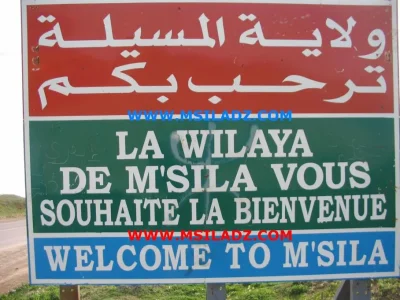 ولاية المسيلة
ترحب بكم
WWW.MSILADZ.COM
LA WILAYA
DE M'SILA VOUS
SOUHAITE LA BIENVENUE
WWW.MSILADZ.COM
WELCOME TO M'SILA